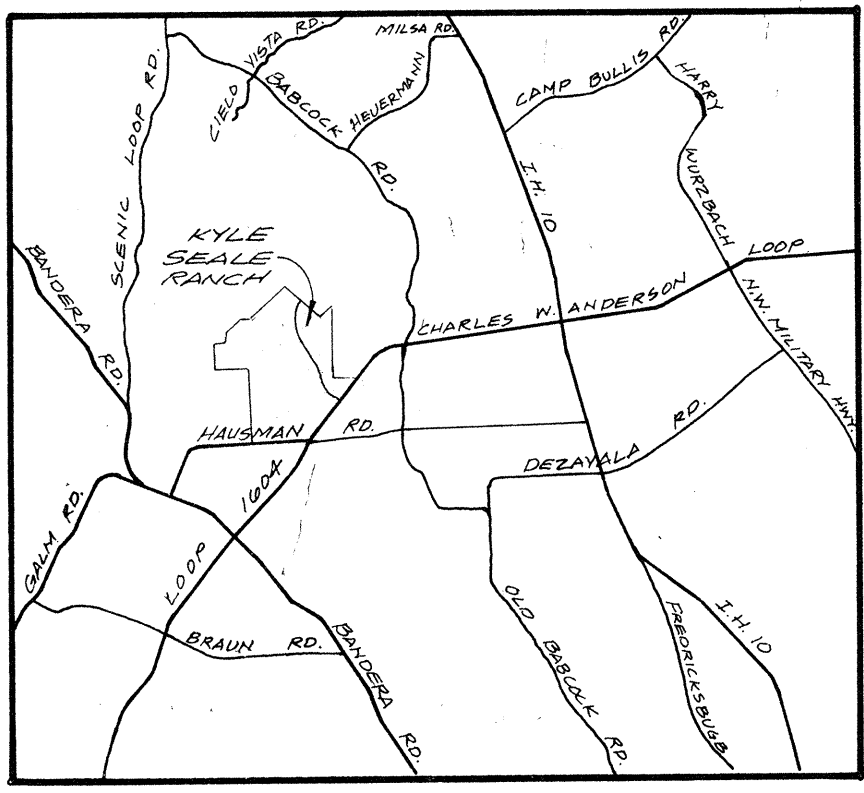 MILSA RD.
CIELO VISTA RD.
BABCOCK RD.
HEUERMANN
CAMP BULLIS RD.
HARRY WURZBACH
SCENIC LOOP RD.
I.H. 10
BANDERA RD.
KYLE
SEALE
RANCH
CHARLES W. ANDERSON LOOP
N.W. MILITARY HWY.
HAUSMAN RD.
DEZAYALA RD.
LOOP 1604
GALM RD.
BRAUN RD.
BANDERA RD.
OLD BABCOCK RD.
FREDRICKSBUGB
I.H. 10